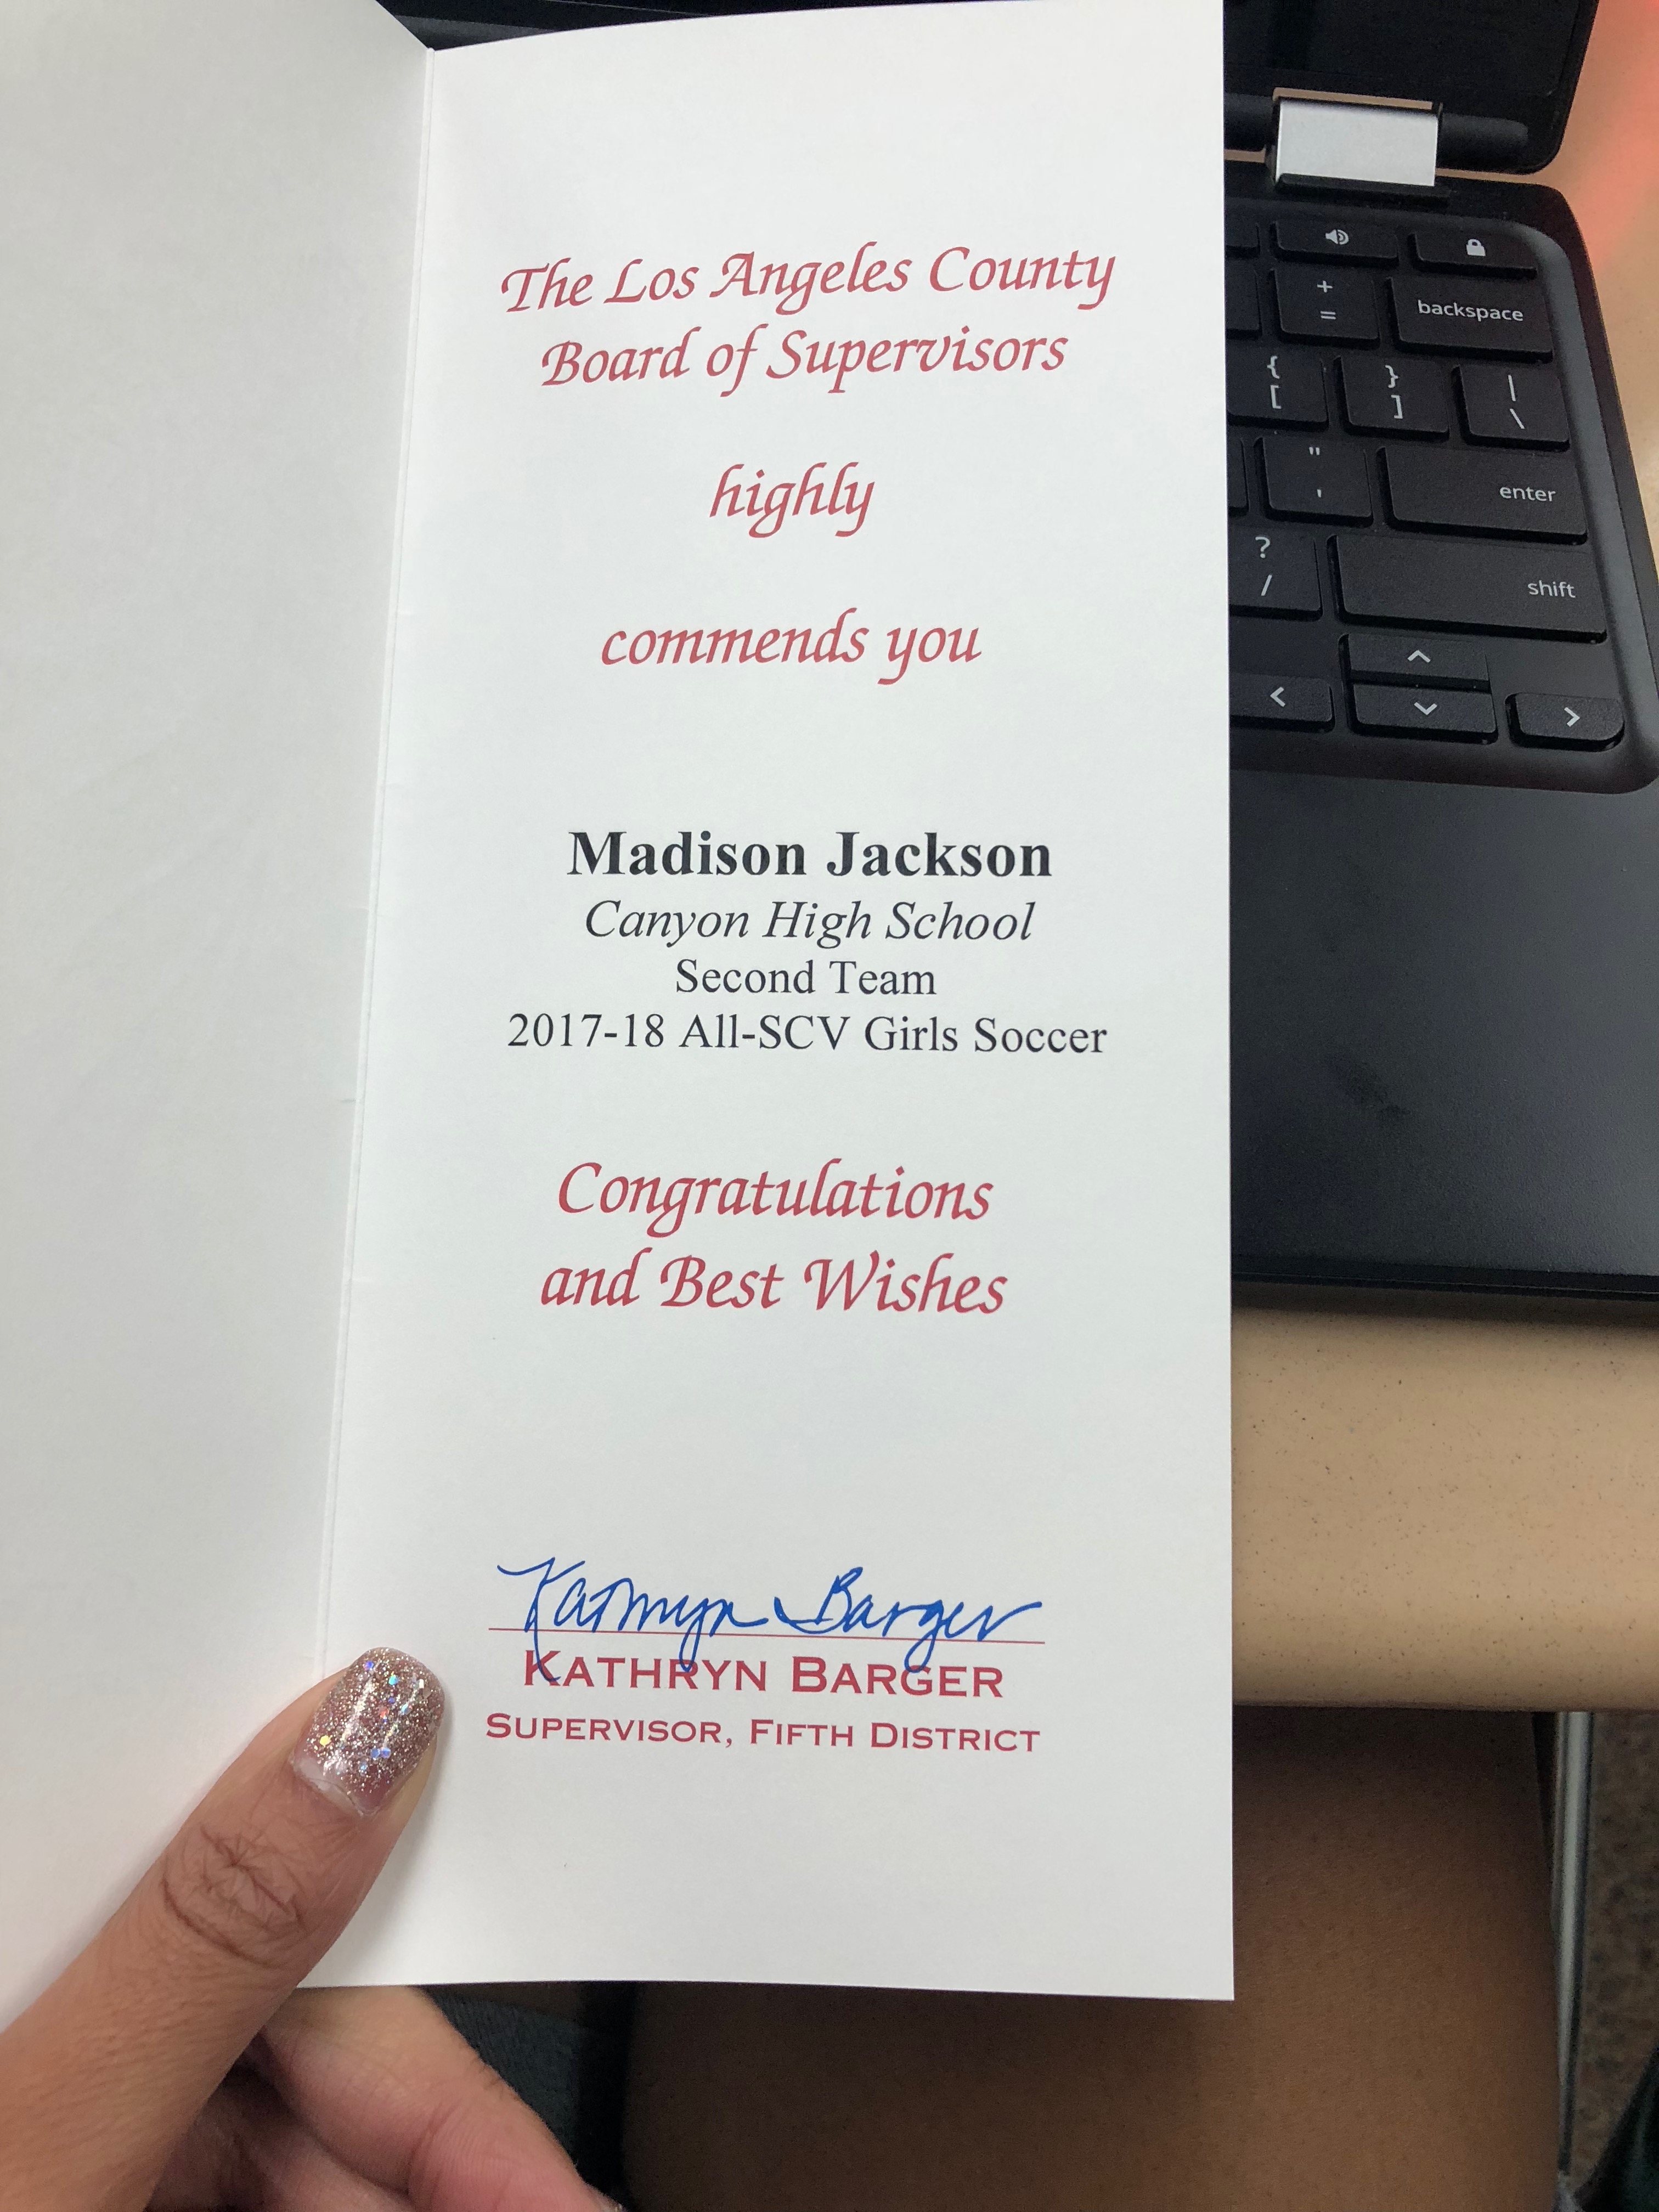 The Los Angeles County
Board of Supervisors
highly
commends you
Madison Jackson
Canyon High School
Second Team
2017-18 All-SCV Girls Soccer
Congratulations
and Best Wishes
Kathryn Barger
KATHRYN BARGER
SUPERVISOR, FIFTH DISTRICT
+
=
backspace
{
[
}
]
|
\
"
'
enter
?
/
shift